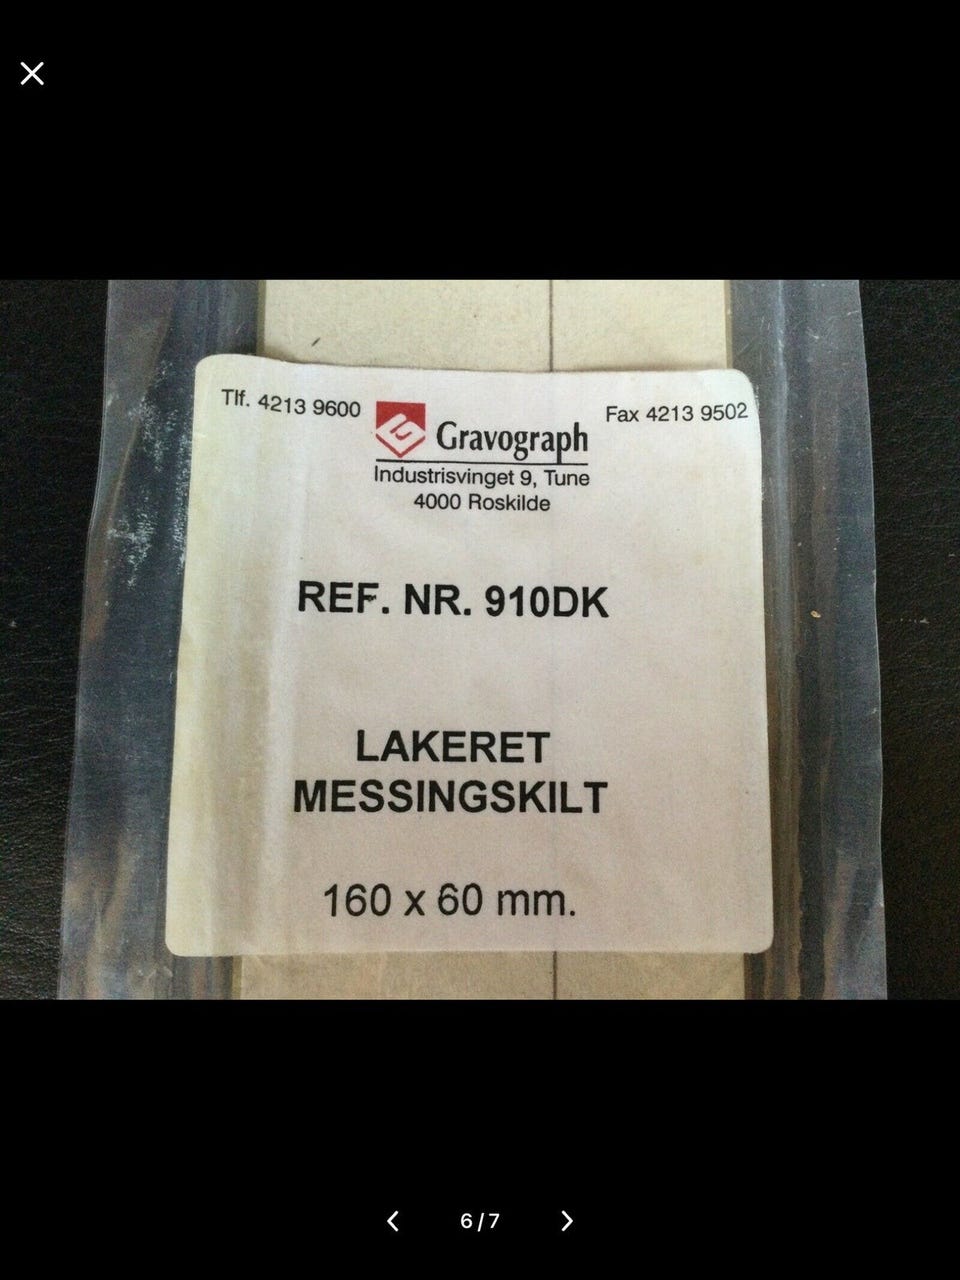 Tlf. 4213 9600
Gravograph
Fax 4213 9502
Industrisvinget 9, Tune
4000 Roskilde
REF. NR. 910DK
LAKERET
MESSINGSKILT
160 x 60 mm.
6/7